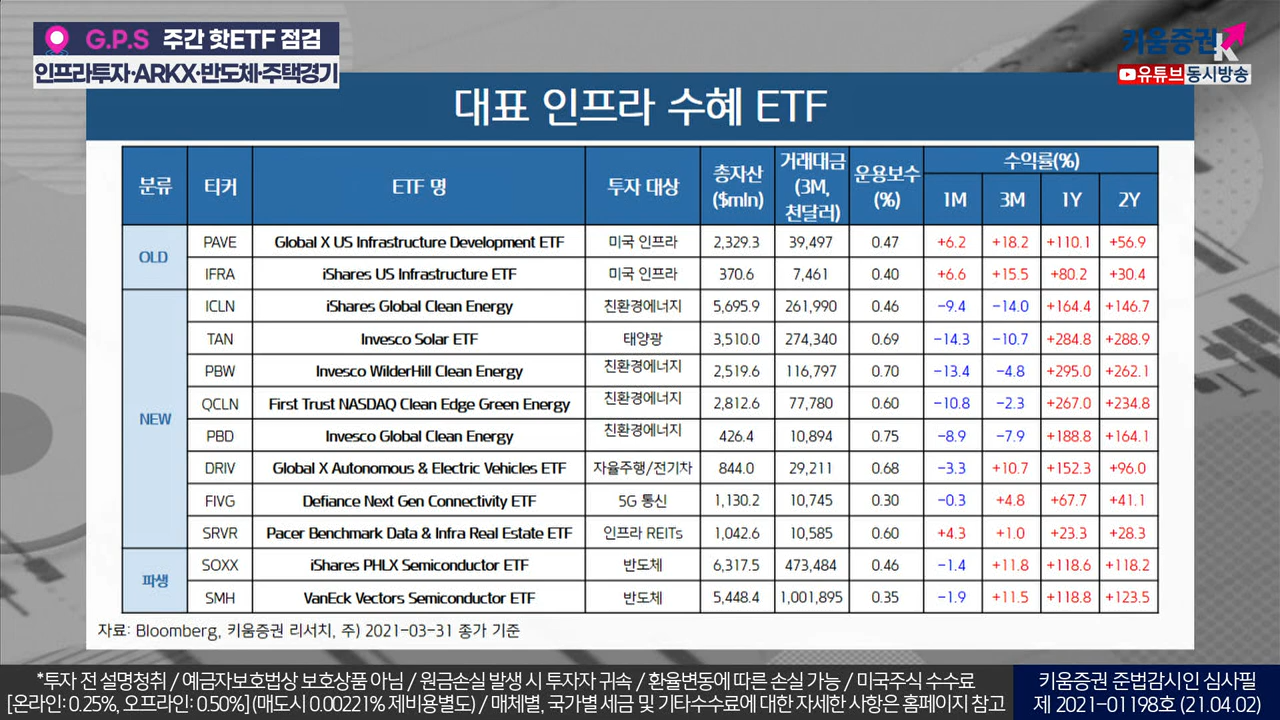 G.P.S 주간 핫ETF 점검
인프라투자·ARKX·반도체·주택경기
키움증권
유튜브동시방송
대표 인프라 수혜 ETF
분류 티커 ETF 명 투자 대상 총자산 ($mln) 거래대금 (3M, 천달러) 운용보수 (%) 수익률(%)
1M 3M 1Y 2Y
OLD
PAVE Global X US Infrastructure Development ETF 미국 인프라 2,329.3 39,497 0.47 +6.2 +18.2 +110.1 +56.9
IFRA iShares US Infrastructure ETF 미국 인프라 370.6 7,461 0.40 +6.6 +15.5 +80.2 +30.4
NEW
ICLN iShares Global Clean Energy 친환경에너지 5,695.9 261,990 0.46 -9.4 -14.0 +164.4 +146.7
TAN Invesco Solar ETF 태양광 3,510.0 274,340 0.69 -14.3 -10.7 +284.8 +288.9
PBW Invesco WilderHill Clean Energy 친환경에너지 2,519.6 116,797 0.70 -13.4 -4.8 +295.0 +262.1
QCLN First Trust NASDAQ Clean Edge Green Energy 친환경에너지 2,812.6 77,780 0.60 -10.8 -2.3 +267.0 +234.8
PBD Invesco Global Clean Energy 친환경에너지 426.4 10,894 0.75 -8.9 -7.9 +188.8 +164.1
DRIV Global X Autonomous & Electric Vehicles ETF 자율주행/전기차 844.0 29,211 0.68 -3.3 +10.7 +152.3 +96.0
FIVG Defiance Next Gen Connectivity ETF 5G 통신 1,130.2 10,745 0.30 -0.3 +4.8 +67.7 +41.1
SRVR Pacer Benchmark Data & Infra Real Estate ETF 인프라 REITs 1,042.6 10,585 0.60 +4.3 +1.0 +23.3 +28.3
파생
SOXX iShares PHLX Semiconductor ETF 반도체 6,317.5 473,484 0.46 -1.4 +11.8 +118.6 +118.2
SMH VanEck Vectors Semiconductor ETF 반도체 5,448.4 1,001,895 0.35 -1.9 +11.5 +118.8 +123.5
자료: Bloomberg, 키움증권 리서치, 주) 2021-03-31 종가 기준
*투자 전 설명청취 / 예금자보호법상 보호상품 아님 / 원금손실 발생 시 투자자 귀속 / 환율변동에 따른 손실 가능 / 미국주식 수수료
[온라인: 0.25%, 오프라인: 0.50%] (매도시 0.00221% 제비용별도) / 매체별, 국가별 세금 및 기타수수료에 대한 자세한 사항은 홈페이지 참고
키움증권 준법감시인 심사필
제 2021-01198호 (21.04.02)